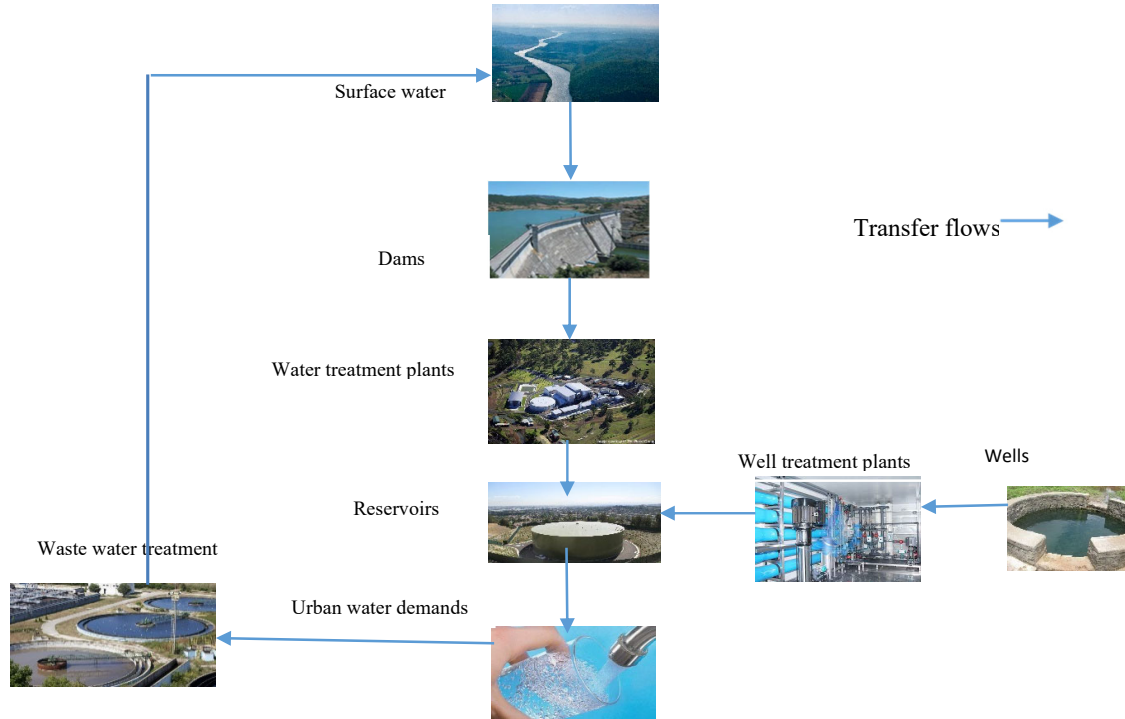 Surface water
Transfer flows
Dams
Water treatment plants
Well treatment plants
Wells
Reservoirs
Waste water treatment
Urban water demands